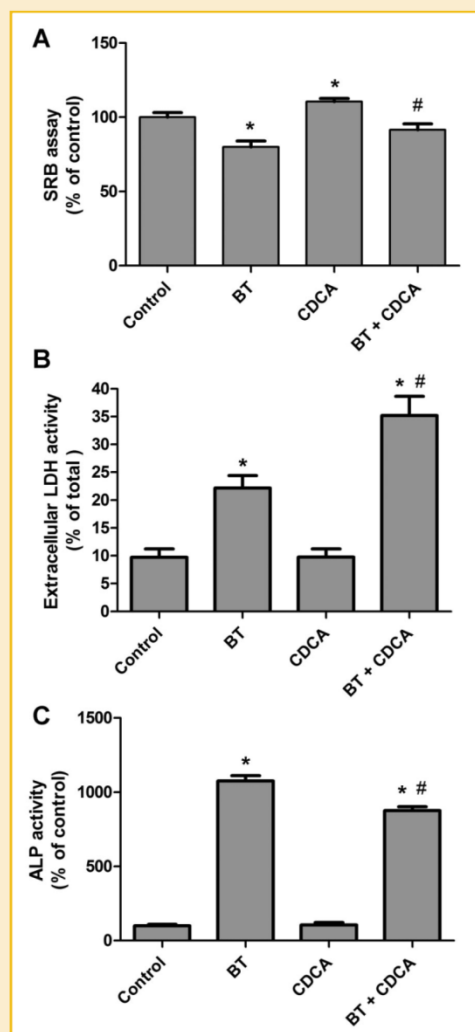 A
150
100
50
0
SRB assay
(% of control)
*
*
#
Control
BT
CDCA
BT + CDCA
B
40
35
30
25
20
15
10
5
0
Extracellular LDH activity
(% of total )
*
* #
Control
BT
CDCA
BT + CDCA
C
1500
1000
500
0
ALP activity
(% of control)
*
* #
Control
BT
CDCA
BT + CDCA